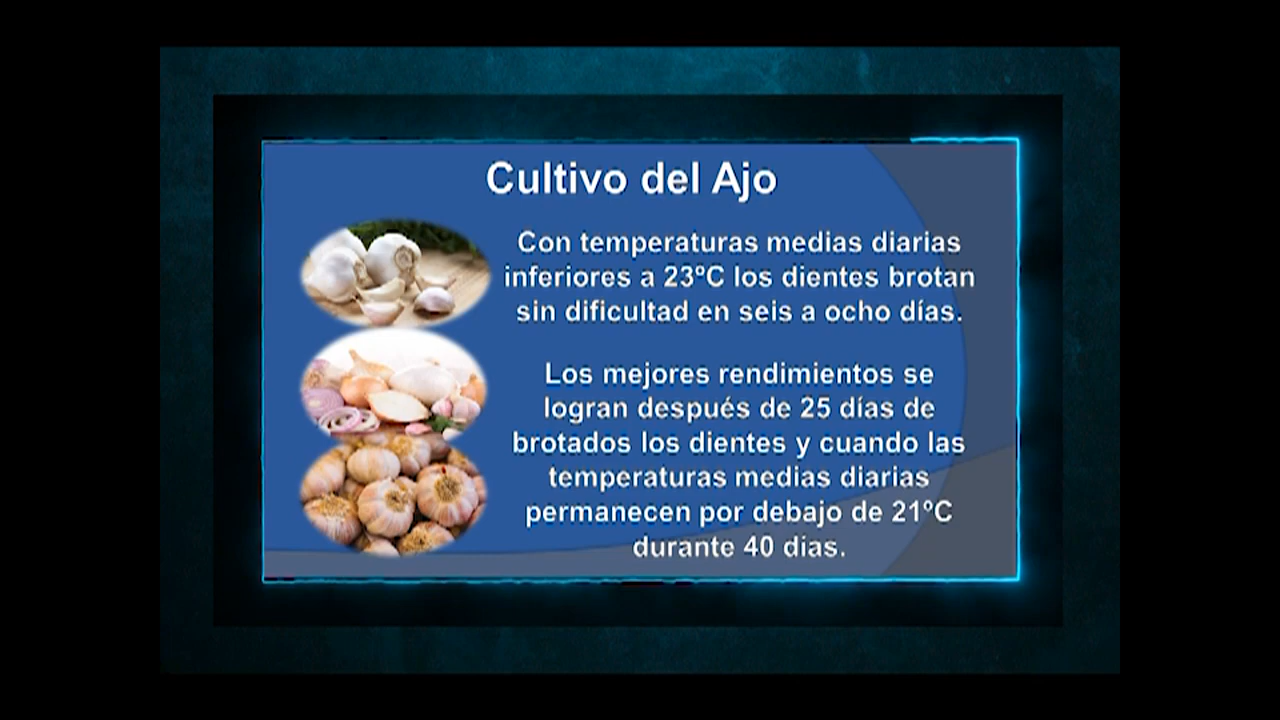 Cultivo del Ajo
Con temperaturas medias diarias
inferiores a 23ºC los dientes brotan
sin dificultad en seis a ocho días.
Los mejores rendimientos se
logran después de 25 días de
brotados los dientes y cuando las
temperaturas medias diarias
permanecen por debajo de 21ºC
durante 40 días.